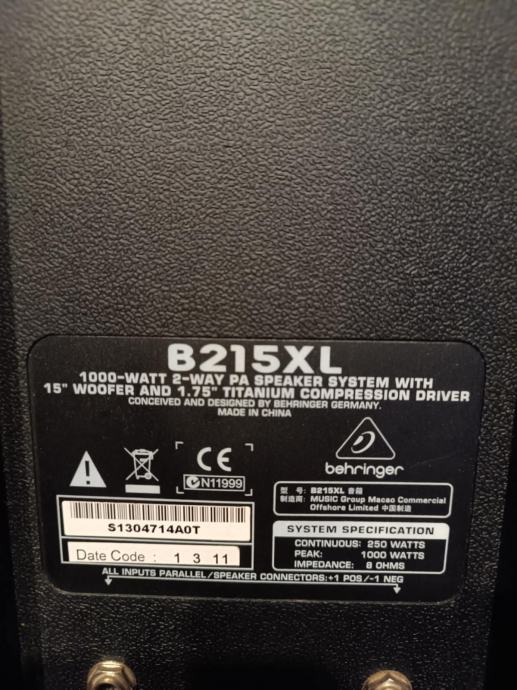 B215XL
1000-WATT 2-WAY PA SPEAKER SYSTEM WITH
15" WOOFER AND 1.75" TITANIUM COMPRESSION DRIVER
CONCEIVED AND DESIGNED BY BEHRINGER GERMANY.
MADE IN CHINA
CE
N11999
behringer
型 号: B215XL 音箱
制造商: MUSIC Group Macao Commercial
Offshore Limited 中国制造
S1304714A0T
Date Code : 1 3 11
SYSTEM SPECIFICATION
CONTINUOUS: 250 WATTS
PEAK: 1000 WATTS
IMPEDANCE: 8 OHMS
ALL INPUTS PARALLEL/SPEAKER CONNECTORS:+1 POS/-1 NEG